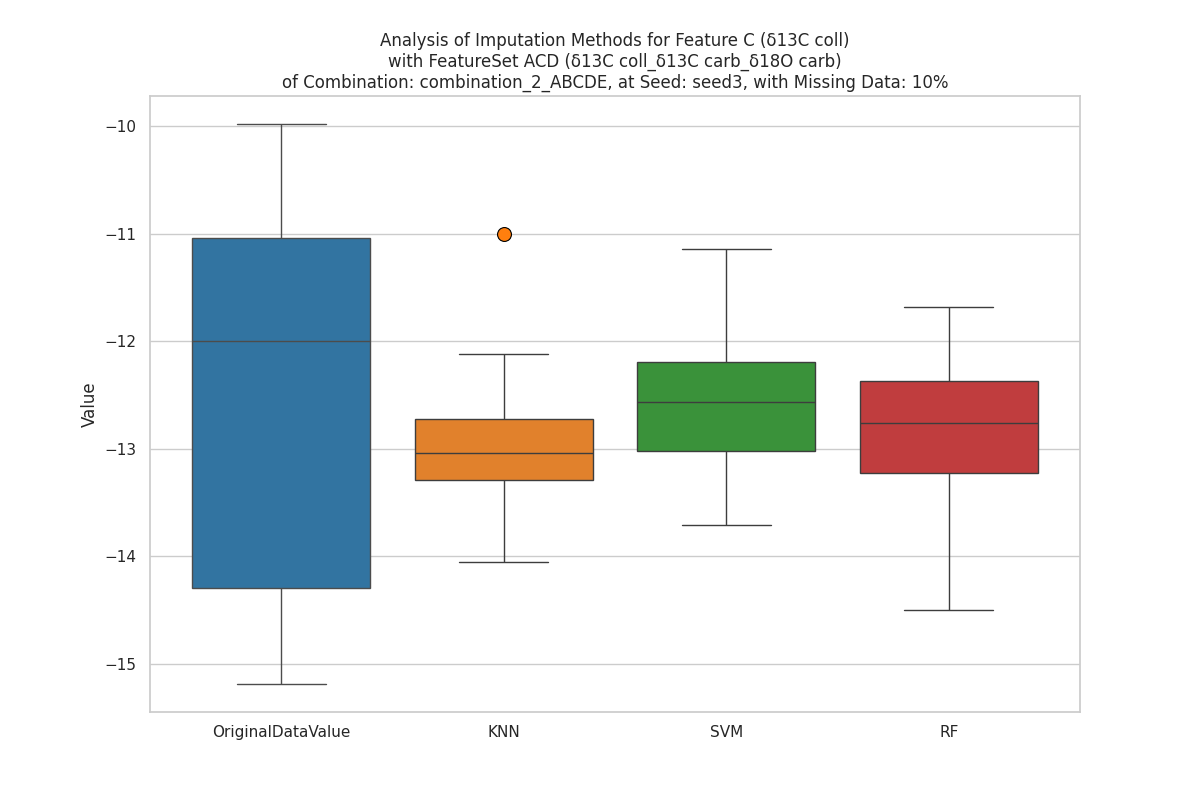 Analysis of Imputation Methods for Feature C (δ13C coll)
with FeatureSet ACD (δ13C coll_δ13C carb_δ18O carb)
of Combination: combination_2_ABCDE, at Seed: seed3, with Missing Data: 10%
−10
−11
−12
−13
−14
−15
Value
OriginalDataValue
KNN
SVM
RF